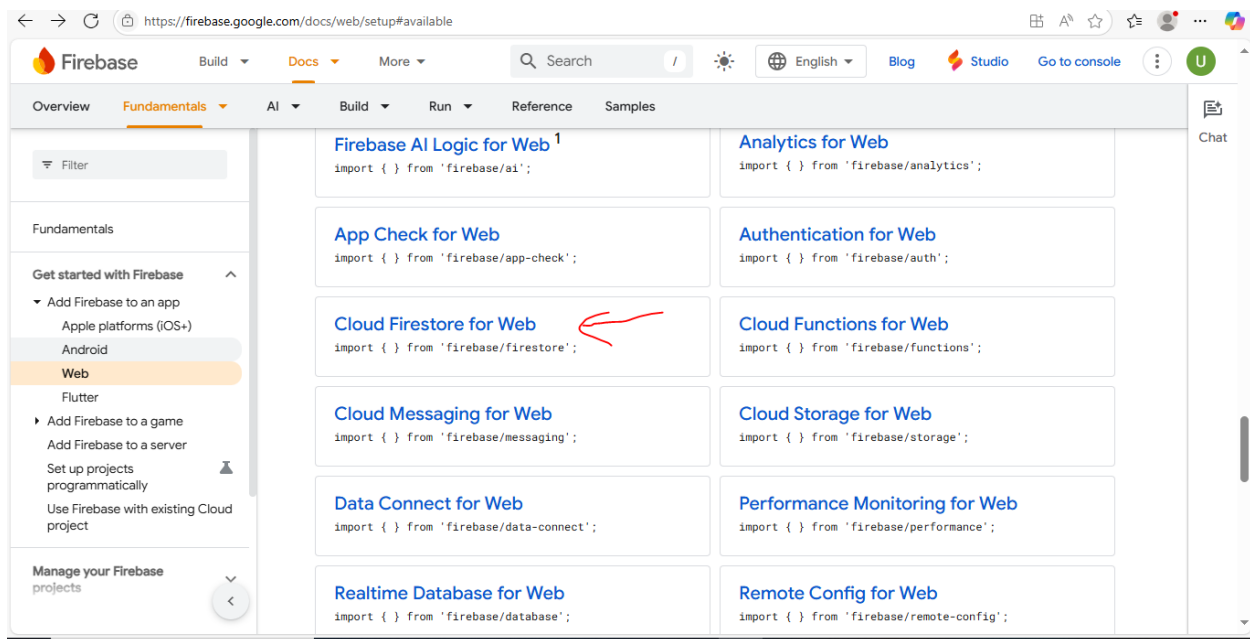 https://firebase.google.com/docs/web/setup#available
Firebase
Build
Docs
More
Search
/
English
Blog
Studio
Go to console
U
Overview
Fundamentals
AI
Build
Run
Reference
Samples
Chat
Filter
Fundamentals
Get started with Firebase
Add Firebase to an app
Apple platforms (iOS+)
Android
Web
Flutter
Add Firebase to a game
Add Firebase to a server
Set up projects
programmatically
Use Firebase with existing Cloud
project
Manage your Firebase
projects
Firebase AI Logic for Web 1
import { } from 'firebase/ai';
Analytics for Web
import { } from 'firebase/analytics';
App Check for Web
import { } from 'firebase/app-check';
Authentication for Web
import { } from 'firebase/auth';
Cloud Firestore for Web
import { } from 'firebase/firestore';
Cloud Functions for Web
import { } from 'firebase/functions';
Cloud Messaging for Web
import { } from 'firebase/messaging';
Cloud Storage for Web
import { } from 'firebase/storage';
Data Connect for Web
import { } from 'firebase/data-connect';
Performance Monitoring for Web
import { } from 'firebase/performance';
Realtime Database for Web
import { } from 'firebase/database';
Remote Config for Web
import { } from 'firebase/remote-config';